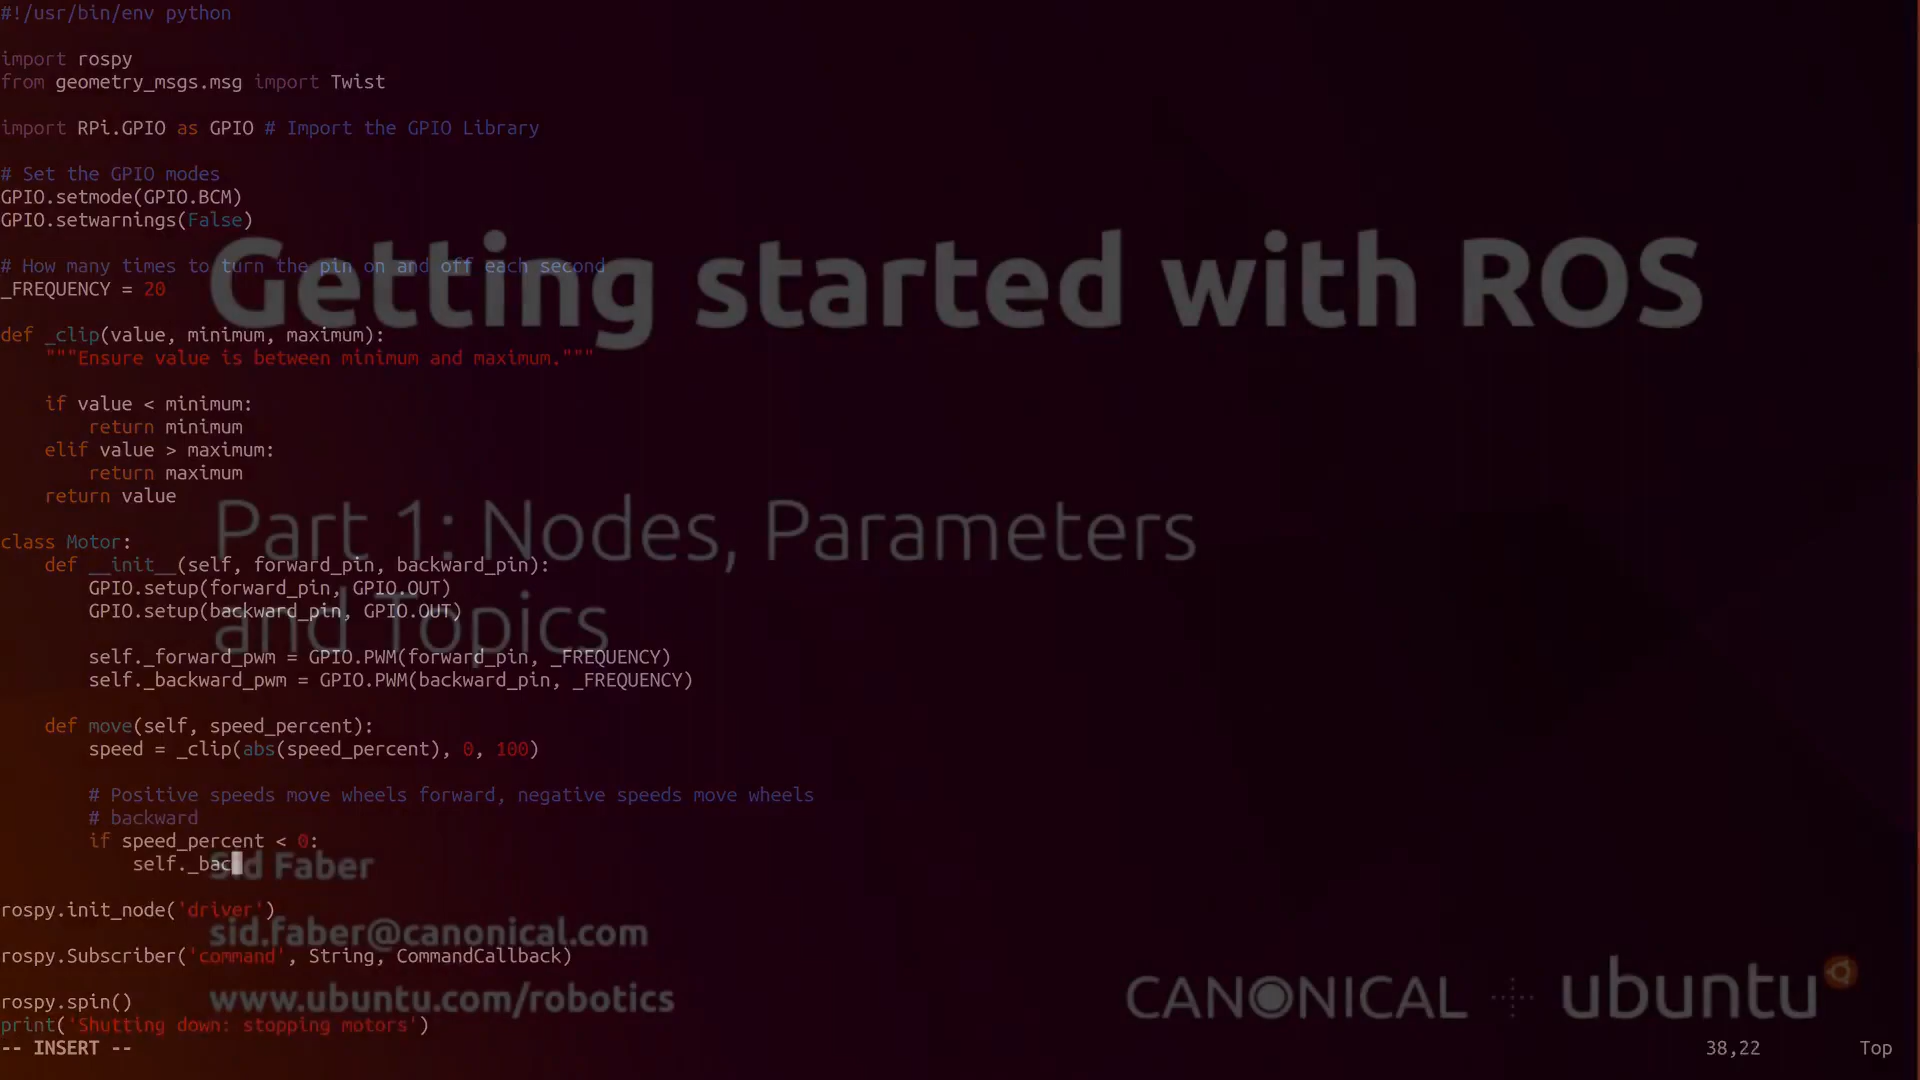 #!/usr/bin/env python
import rospy
from geometry_msgs.msg import Twist
import RPi.GPIO as GPIO # Import the GPIO Library
# Set the GPIO modes
GPIO.setmode(GPIO.BCM)
GPIO.setwarnings(False)
# How many times to turn the pin on and off each second
_FREQUENCY = 20
def _clip(value, minimum, maximum):
"""Ensure value is between minimum and maximum."""
if value < minimum:
return minimum
elif value > maximum:
return maximum
return value
class Motor:
def __init__(self, forward_pin, backward_pin):
GPIO.setup(forward_pin, GPIO.OUT)
GPIO.setup(backward_pin, GPIO.OUT)
self._forward_pwm = GPIO.PWM(forward_pin, _FREQUENCY)
self._backward_pwm = GPIO.PWM(backward_pin, _FREQUENCY)
def move(self, speed_percent):
speed = _clip(abs(speed_percent), 0, 100)
# Positive speeds move wheels forward, negative speeds move wheels
# backward
if speed_percent < 0:
self._bac
rospy.init_node('driver')
rospy.Subscriber('command', String, CommandCallback)
rospy.spin()
print('Shutting down: stopping motors')
-- INSERT --
38,22
Top
Getting started with ROS
Part 1: Nodes, Parameters
and Topics
Sid Faber
sid.faber@canonical.com
www.ubuntu.com/robotics
CANONICAL
ubuntu